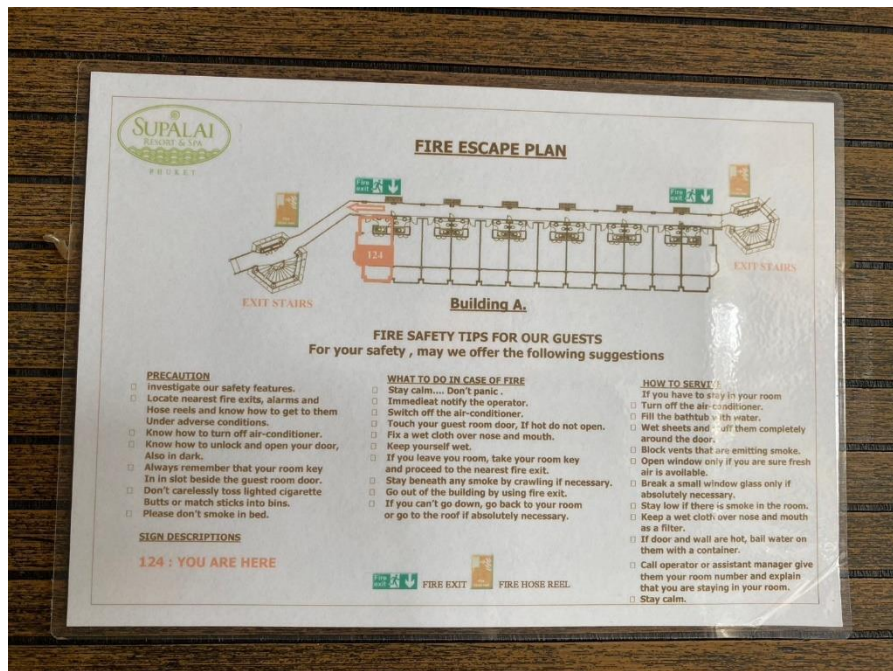 SUPALAI
RESORT & SPA
PHUKET
FIRE ESCAPE PLAN
Fire exit
Fire exit
124
EXIT STAIRS
EXIT STAIRS
Building A.
FIRE SAFETY TIPS FOR OUR GUESTS
For your safety , may we offer the following suggestions
PRECAUTION
Investigate our safety features.
Locate nearest fire exits, alarms and
Hose reels and know how to get to them
Under adverse conditions.
Know how to turn off air-conditioner.
Know how to unlock and open your door,
Also in dark.
Always remember that your room key
In in slot beside the guest room door.
Don't carelessly toss lighted cigarette
Butts or match sticks into bins.
Please don't smoke in bed.
SIGN DESCRIPTIONS
124 : YOU ARE HERE
WHAT TO DO IN CASE OF FIRE
Stay calm.... Don't panic .
Immedieat notify the operator.
Switch off the air-conditioner.
Touch your guest room door, If hot do not open.
Fix a wet cloth over nose and mouth.
Keep yourself wet.
If you leave you room, take your room key
and proceed to the nearest fire exit.
Stay beneath any smoke by crawling if necessary.
Go out of the building by using fire exit.
If you can't go down, go back to your room
or go to the roof if absolutely necessary.
Fire exit
FIRE EXIT
FIRE HOSE REEL
HOW TO SERVIVE
If you have to stay in your room
Turn off the air-conditioner.
Fill the bathtub with water.
Wet sheets and stuff them completely
around the door.
Block vents that are emitting smoke.
Open window only if you are sure fresh
air is available.
Break a small window glass only if
absolutely necessary.
Stay low if there is smoke in the room.
Keep a wet cloth over nose and mouth
as a filter.
If door and wall are hot, bail water on
them with a container.
Call operator or assistant manager give
them your room number and explain
that you are staying in your room.
Stay calm.